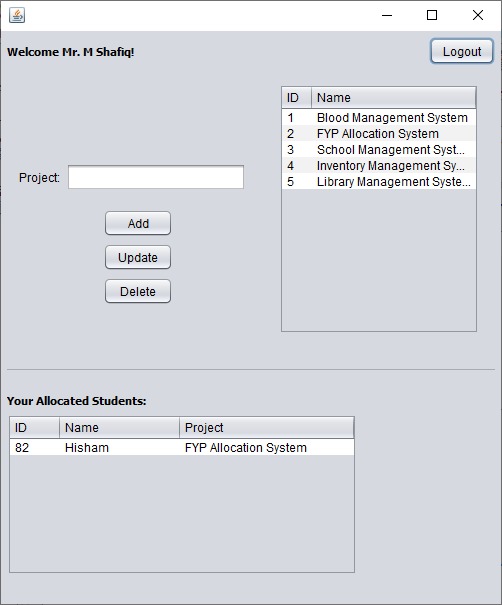 Welcome Mr. M Shafiq!
Logout
ID Name
1 Blood Management System
2 FYP Allocation System
3 School Management Syst...
4 Inventory Management Sy...
5 Library Management Syste...
Project:
Add
Update
Delete
Your Allocated Students:
ID Name Project
82 Hisham FYP Allocation System